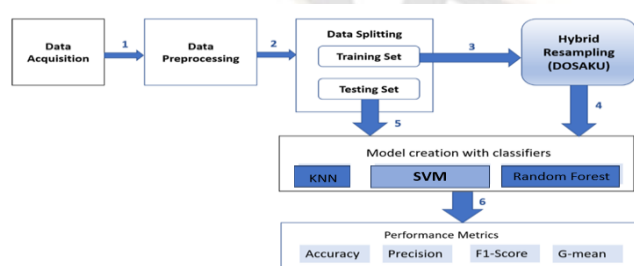 Data
Acquisition
1
Data
Preprocessing
2
Data Splitting
Training Set
Testing Set
3
Hybrid
Resampling
(DOSAKU)
4
5
Model creation with classifiers
KNN
SVM
Random Forest
6
Performance Metrics
Accuracy
Precision
F1-Score
G-mean